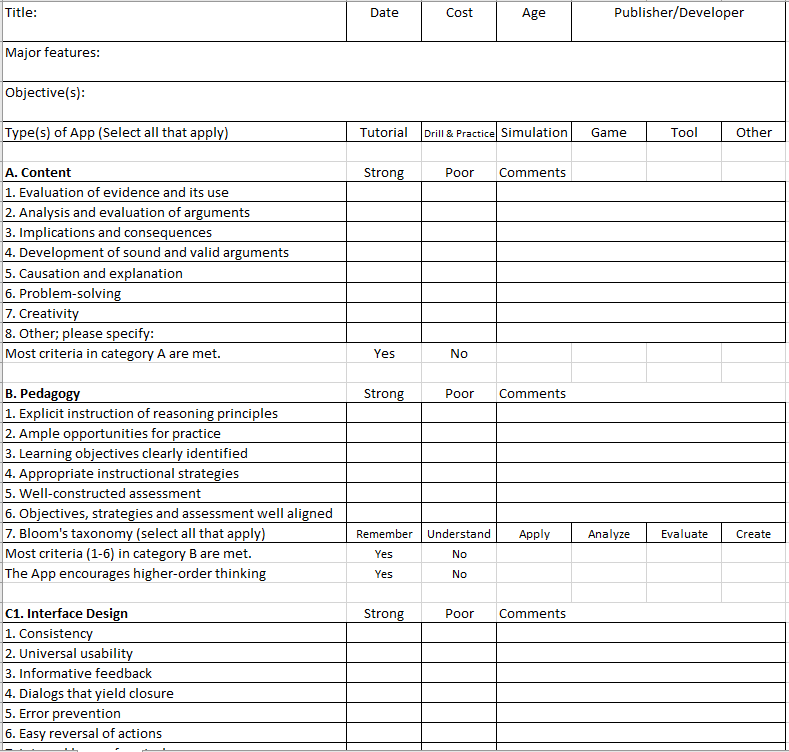 Title: Date Cost Age Publisher/Developer
Major features:
Objective(s):
Type(s) of App (Select all that apply) Tutorial Drill & Practice Simulation Game Tool Other
A. Content Strong Poor Comments
1. Evaluation of evidence and its use
2. Analysis and evaluation of arguments
3. Implications and consequences
4. Development of sound and valid arguments
5. Causation and explanation
6. Problem-solving
7. Creativity
8. Other; please specify:
Most criteria in category A are met. Yes No
B. Pedagogy Strong Poor Comments
1. Explicit instruction of reasoning principles
2. Ample opportunities for practice
3. Learning objectives clearly identified
4. Appropriate instructional strategies
5. Well-constructed assessment
6. Objectives, strategies and assessment well aligned
7. Bloom's taxonomy (select all that apply) Remember Understand Apply Analyze Evaluate Create
Most criteria (1-6) in category B are met. Yes No
The App encourages higher-order thinking Yes No
C1. Interface Design Strong Poor Comments
1. Consistency
2. Universal usability
3. Informative feedback
4. Dialogs that yield closure
5. Error prevention
6. Easy reversal of actions